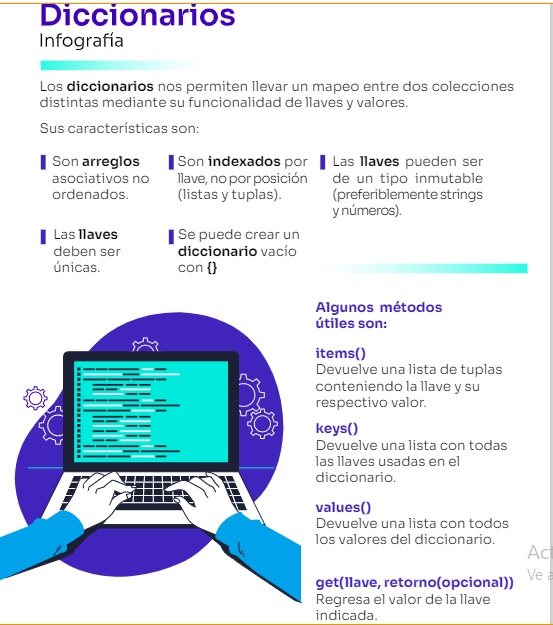 Diccionarios
Infografía
Los diccionarios nos permiten llevar un mapeo entre dos colecciones
distintas mediante su funcionalidad de llaves y valores.
Sus características son:
Son arreglos
asociativos no
ordenados.
Son indexados por
llave, no por posición
(listas y tuplas).
Las llaves pueden ser
de un tipo inmutable
(preferiblemente strings
y números).
Las llaves
deben ser
únicas.
Se puede crear un
diccionario vacío
con {}
Algunos métodos
útiles son:
items()
Devuelve una lista de tuplas
conteniendo la llave y su
respectivo valor.
keys()
Devuelve una lista con todas
las llaves usadas en el
diccionario.
values()
Devuelve una lista con todos
los valores del diccionario.
get(llave, retorno(opcional))
Regresa el valor de la llave
indicada.
Act
Ve a